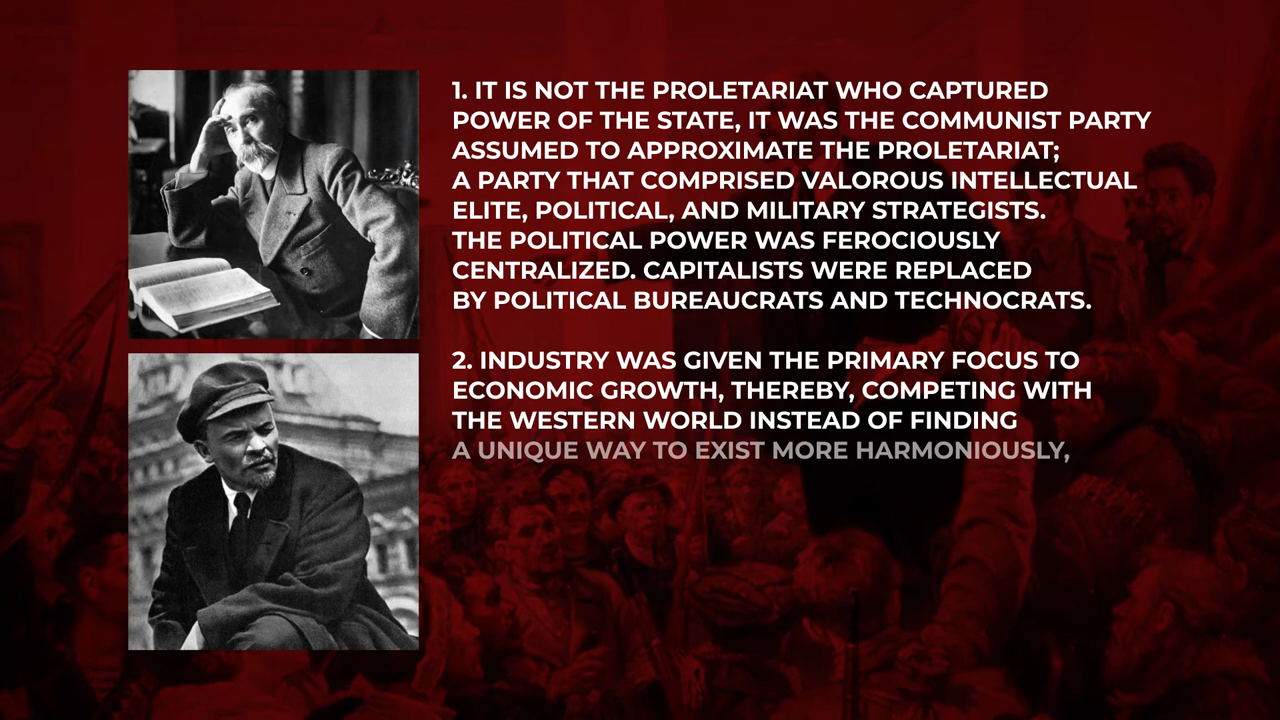 1. IT IS NOT THE PROLETARIAT WHO CAPTURED
POWER OF THE STATE, IT WAS THE COMMUNIST PARTY
ASSUMED TO APPROXIMATE THE PROLETARIAT;
A PARTY THAT COMPRISED VALOROUS INTELLECTUAL
ELITE, POLITICAL, AND MILITARY STRATEGISTS.
THE POLITICAL POWER WAS FEROCIOUSLY
CENTRALIZED. CAPITALISTS WERE REPLACED
BY POLITICAL BUREAUCRATS AND TECHNOCRATS.
2. INDUSTRY WAS GIVEN THE PRIMARY FOCUS TO
ECONOMIC GROWTH, THEREBY, COMPETING WITH
THE WESTERN WORLD INSTEAD OF FINDING
A UNIQUE WAY TO EXIST MORE HARMONIOUSLY,